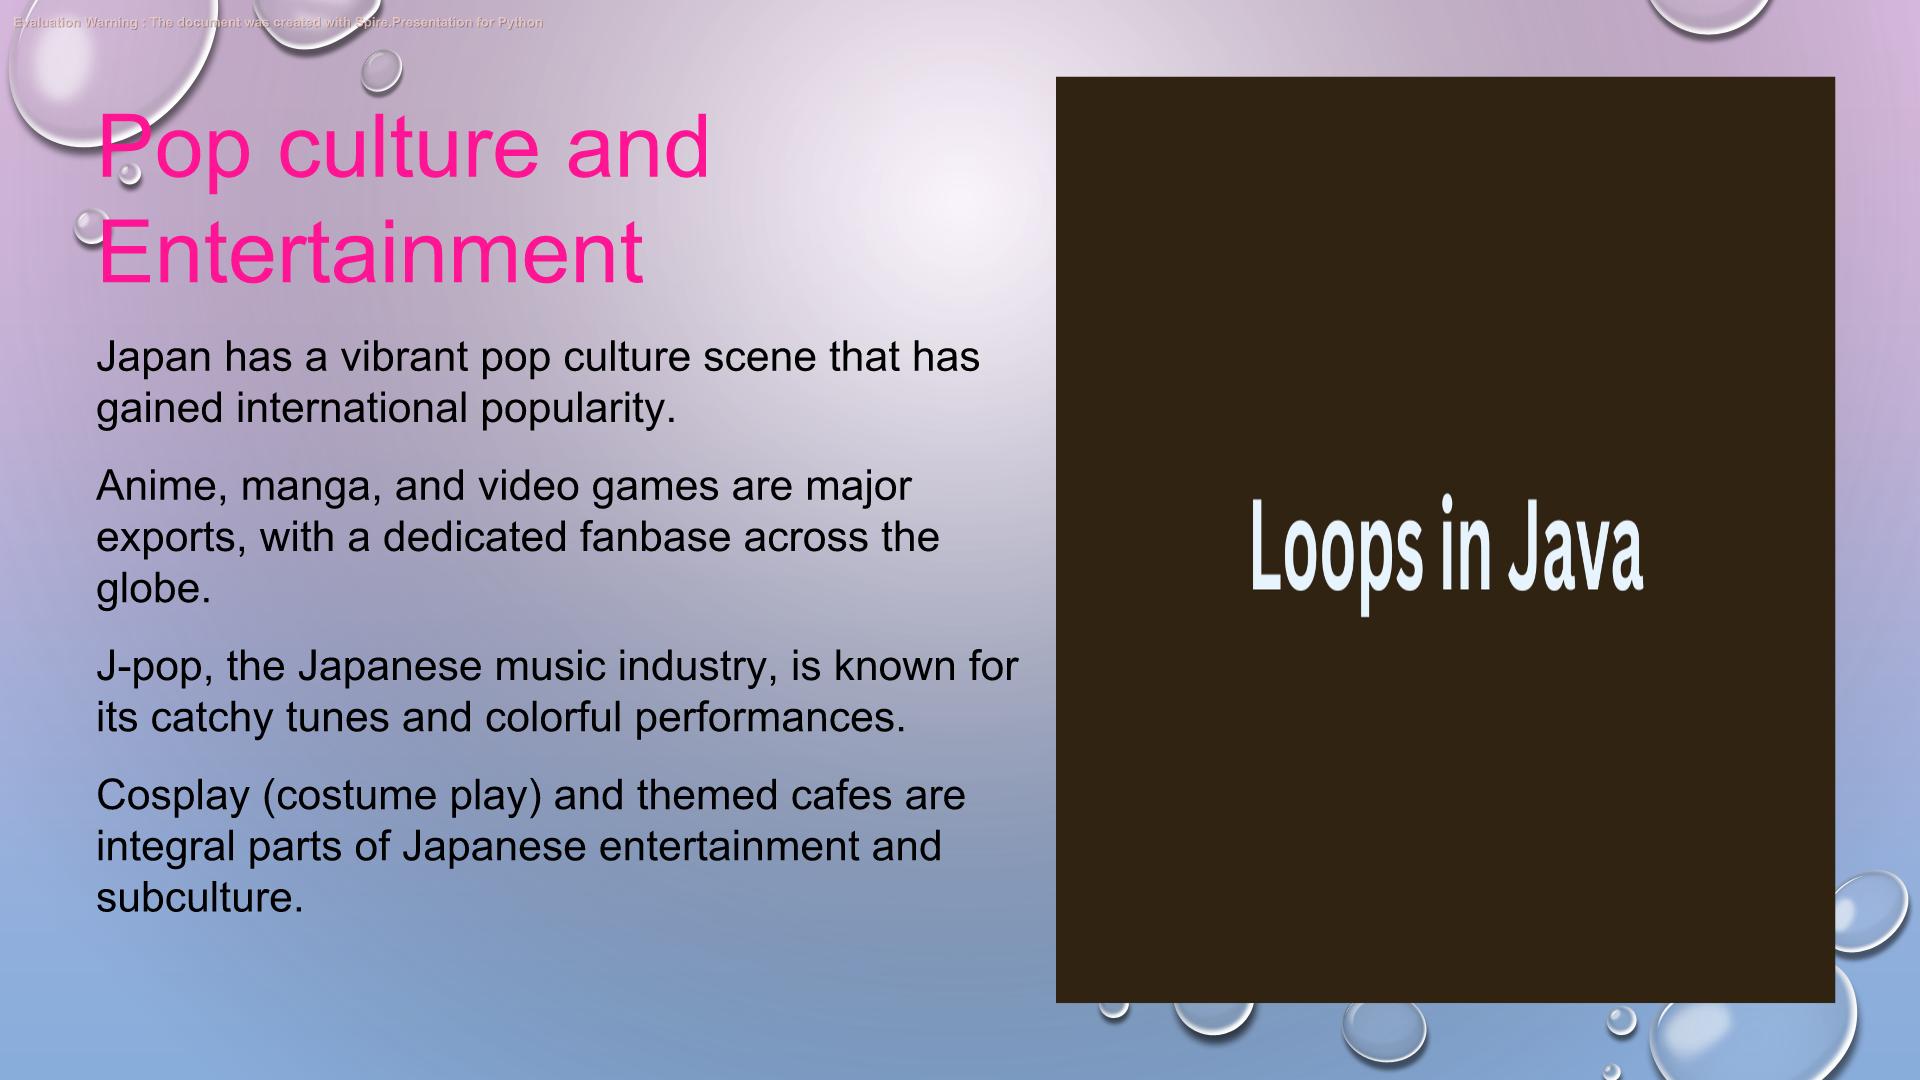 Evaluation Warning : The document was created with Spire.Presentation for Python
Pop culture and
Entertainment
Japan has a vibrant pop culture scene that has
gained international popularity.
Anime, manga, and video games are major
exports, with a dedicated fanbase across the
globe.
J-pop, the Japanese music industry, is known for
its catchy tunes and colorful performances.
Cosplay (costume play) and themed cafes are
integral parts of Japanese entertainment and
subculture.
Loops in Java